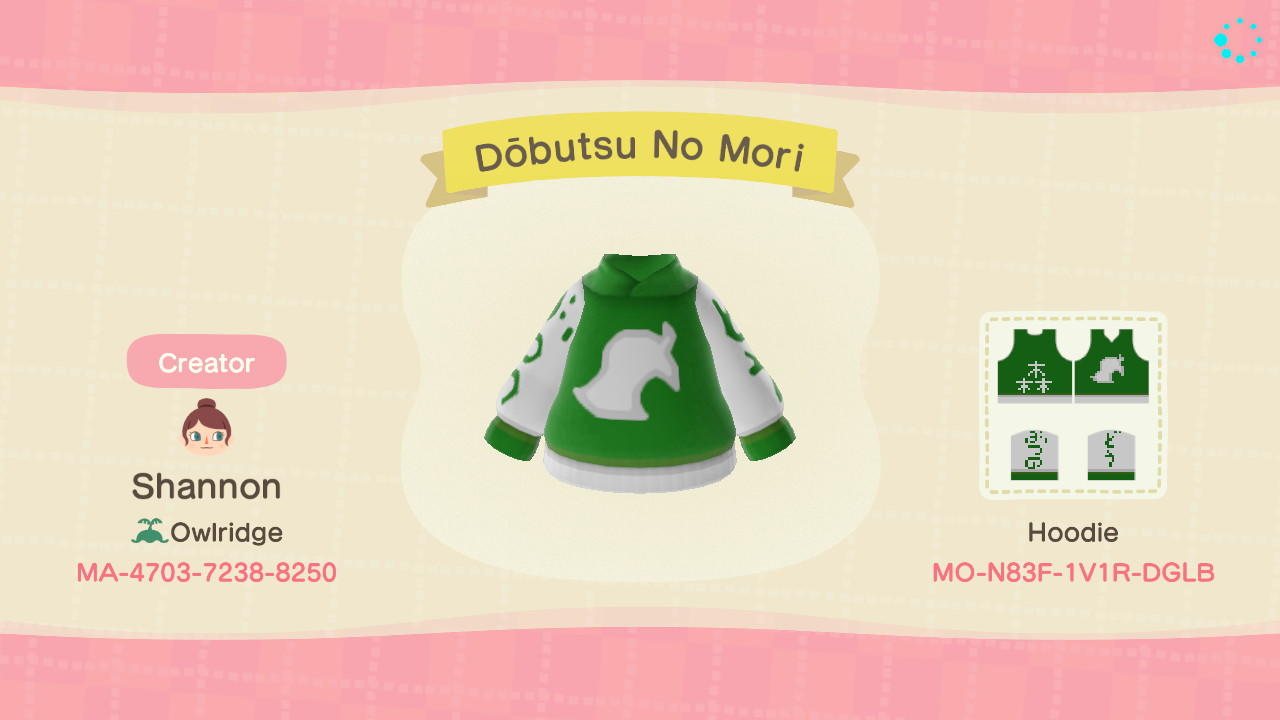 Dōbutsu No Mori
Creator
Shannon
Owlridge
MA-4703-7238-8250
Hoodie
MO-N83F-1V1R-DGLB